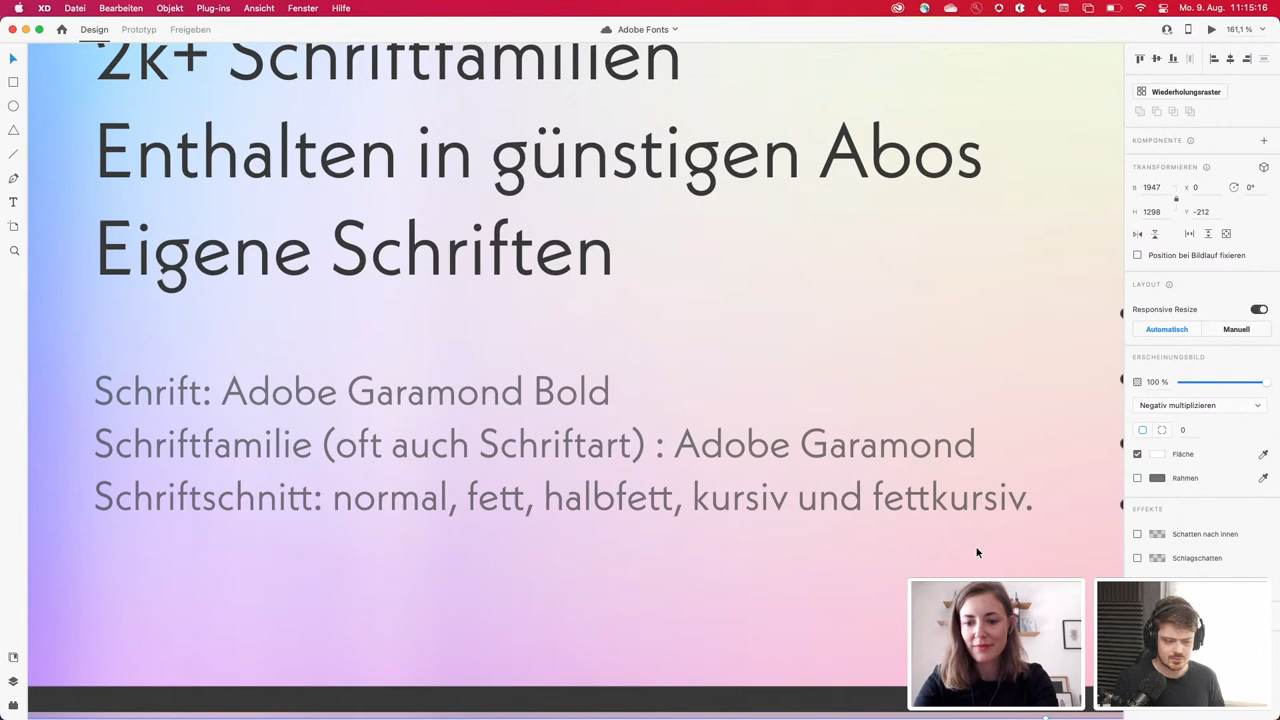 XD Datei Bearbeiten Objekt Plug-ins Ansicht Fenster Hilfe
Mo. 9. Aug. 11:15:16
Design Prototyp Freigeben
Adobe Fonts
161,1 %
2k+ Schriftfamilien
Enthalten in günstigen Abos
Eigene Schriften
Schrift: Adobe Garamond Bold
Schriftfamilie (oft auch Schriftart) : Adobe Garamond
Schriftschnitt: normal, fett, halbfett, kursiv und fettkursiv.
Wiederholungsraster
KOMPONENTE
TRANSFORMIEREN
B 1947 X 0 0°
H 1298 Y -212
Position bei Bildlauf fixieren
LAYOUT
Responsive Resize
Automatisch Manuell
ERSCHEINUNGSBILD
100 %
Negativ multiplizieren
0
Fläche
Rahmen
EFFEKTE
Schatten nach innen
Schlagschatten